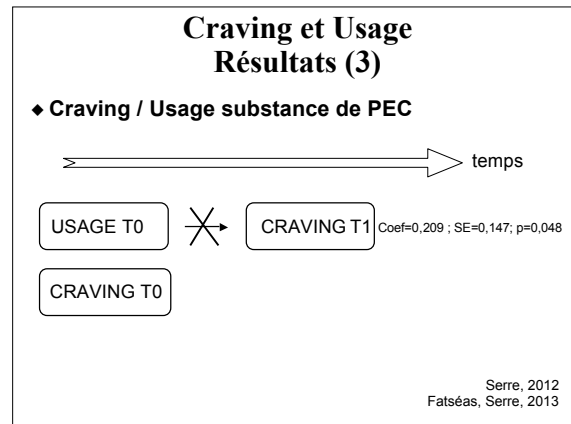 Craving et Usage
Résultats (3)
◆ Craving / Usage substance de PEC
temps
USAGE T0
CRAVING T1
Coef=0,209 ; SE=0,147; p=0,048
CRAVING T0
Serre, 2012
Fatséas, Serre, 2013